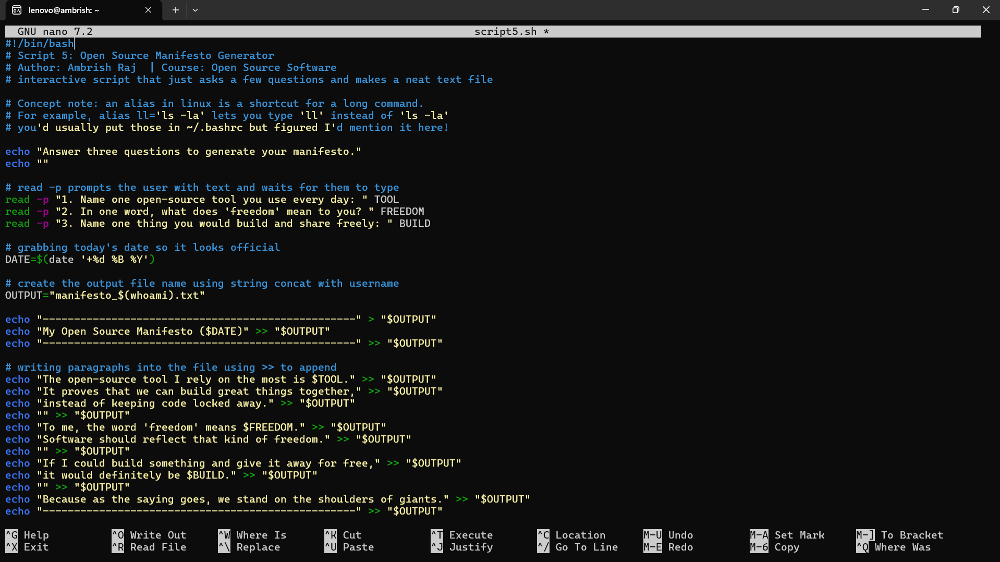 lenovo@ambrish: ~
GNU nano 7.2 script5.sh *
#!/bin/bash
# Script 5: Open Source Manifesto Generator
# Author: Ambrish Raj  | Course: Open Source Software
# interactive script that just asks a few questions and makes a neat text file

# Concept note: an alias in linux is a shortcut for a long command.
# For example, alias ll='ls -la' lets you type 'll' instead of 'ls -la'
# you'd usually put those in ~/.bashrc but figured I'd mention it here!

echo "Answer three questions to generate your manifesto."
echo ""

# read -p prompts the user with text and waits for them to type
read -p "1. Name one open-source tool you use every day: " TOOL
read -p "2. In one word, what does 'freedom' mean to you? " FREEDOM
read -p "3. Name one thing you would build and share freely: " BUILD

# grabbing today's date so it looks official
DATE=$(date '+%d %B %Y')

# create the output file name using string concat with username
OUTPUT="manifesto_$(whoami).txt"

echo "--------------------------------------------------" > "$OUTPUT"
echo "My Open Source Manifesto ($DATE)" >> "$OUTPUT"
echo "--------------------------------------------------" >> "$OUTPUT"

# writing paragraphs into the file using >> to append
echo "The open-source tool I rely on the most is $TOOL." >> "$OUTPUT"
echo "It proves that we can build great things together," >> "$OUTPUT"
echo "instead of keeping code locked away." >> "$OUTPUT"
echo "" >> "$OUTPUT"
echo "To me, the word 'freedom' means $FREEDOM." >> "$OUTPUT"
echo "Software should reflect that kind of freedom." >> "$OUTPUT"
echo "" >> "$OUTPUT"
echo "If I could build something and give it away for free," >> "$OUTPUT"
echo "it would definitely be $BUILD." >> "$OUTPUT"
echo "" >> "$OUTPUT"
echo "Because as the saying goes, we stand on the shoulders of giants." >> "$OUTPUT"
echo "--------------------------------------------------" >> "$OUTPUT"

^G Help ^O Write Out ^W Where Is ^K Cut ^T Execute ^C Location M-U Undo M-A Set Mark M-] To Bracket
^X Exit ^R Read File ^\ Replace ^U Paste ^J Justify ^/ Go To Line M-E Redo M-6 Copy ^Q Where Was